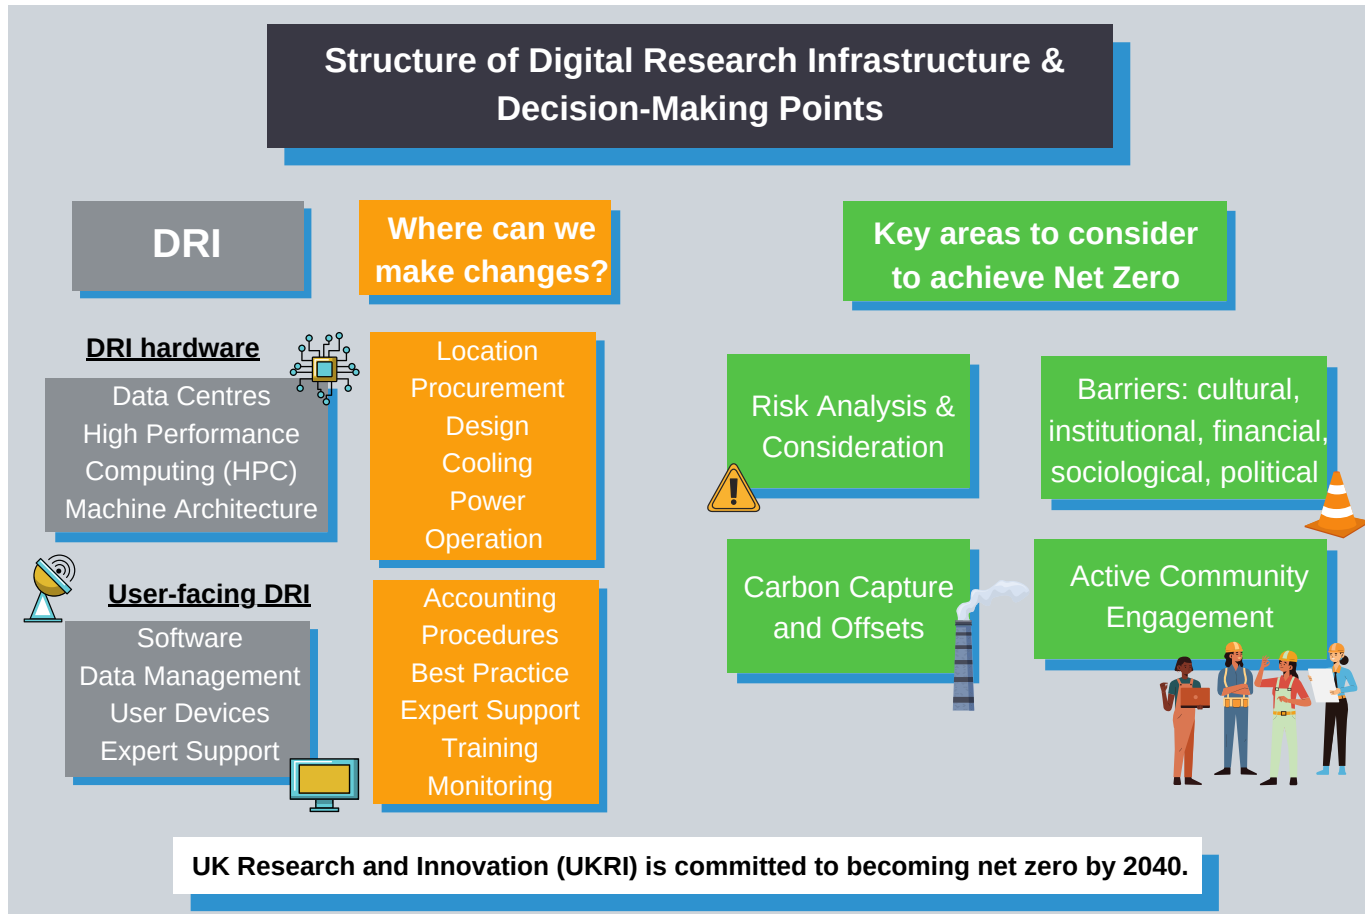 Structure of Digital Research Infrastructure &
Decision-Making Points
DRI
Where can we
make changes?
Key areas to consider
to achieve Net Zero
DRI hardware
Data Centres
High Performance
Computing (HPC)
Machine Architecture
User-facing DRI
Software
Data Management
User Devices
Expert Support
Location
Procurement
Design
Cooling
Power
Operation
Accounting
Procedures
Best Practice
Expert Support
Training
Monitoring
Risk Analysis &
Consideration
Barriers: cultural,
institutional, financial,
sociological, political
Carbon Capture
and Offsets
Active Community
Engagement
UK Research and Innovation (UKRI) is committed to becoming net zero by 2040.